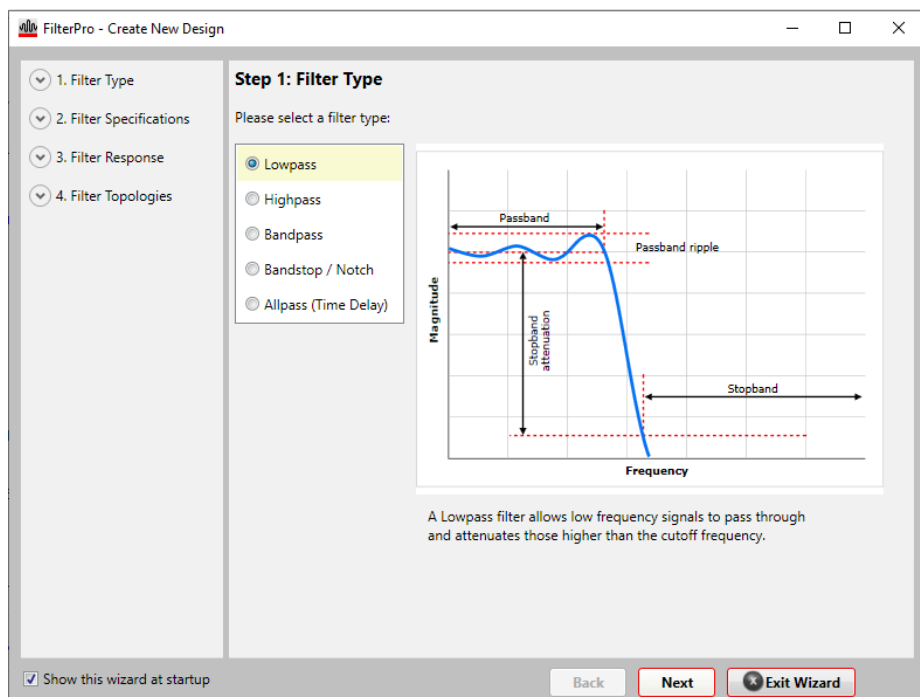 FilterPro - Create New Design
1. Filter Type
2. Filter Specifications
3. Filter Response
4. Filter Topologies
Step 1: Filter Type
Please select a filter type:
Lowpass
Highpass
Bandpass
Bandstop / Notch
Allpass (Time Delay)
Passband
Passband ripple
Magnitude
Stopband
attenuation
Stopband
Frequency
A Lowpass filter allows low frequency signals to pass through
and attenuates those higher than the cutoff frequency.
Show this wizard at startup
Back
Next
Exit Wizard